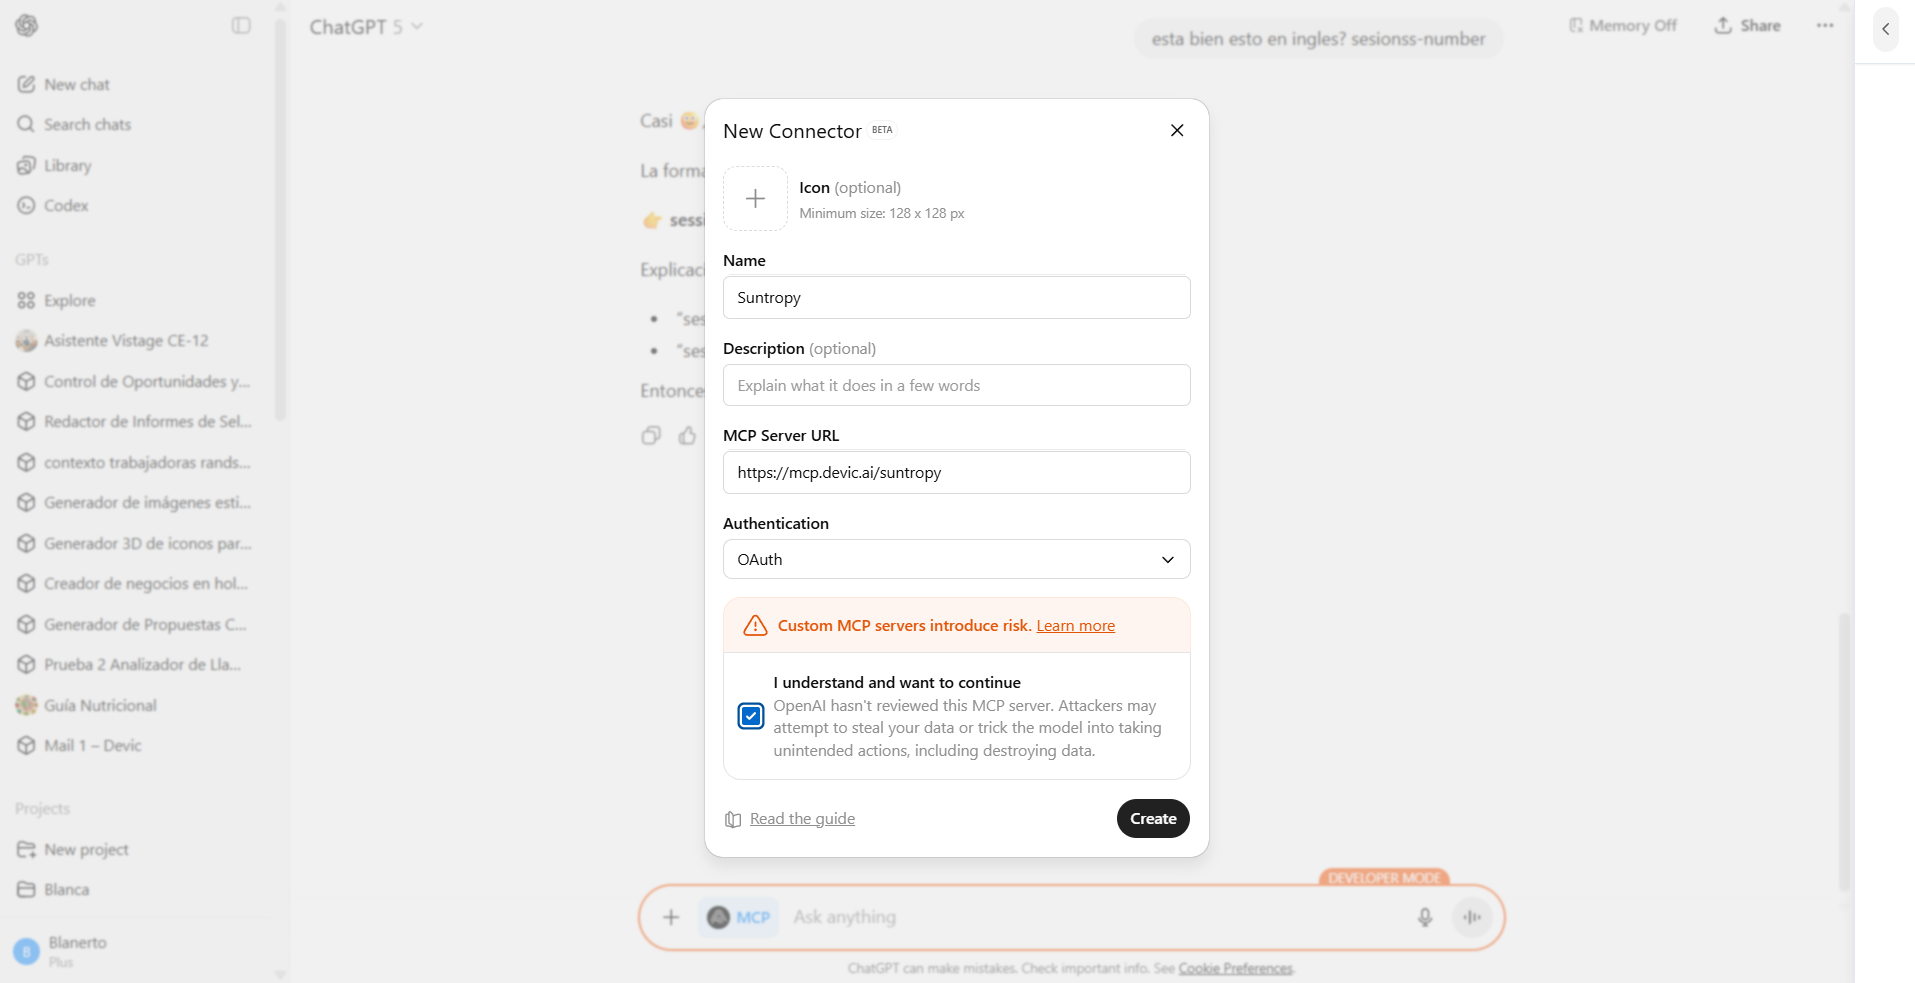 ChatGPT 5
esta bien esto en ingles? sesionss-number
Memory Off
Share
New chat
Search chats
Library
Codex
GPTs
Explore
Asistente Vistage CE-12
Control de Oportunidades y...
Redactor de Informes de Sel...
contexto trabajadoras rands...
Generador de imágenes esti...
Generador 3D de iconos par...
Creador de negocios en hol...
Generador de Propuestas C...
Prueba 2 Analizador de Lla...
Guía Nutricional
Mail 1 – Devic
Projects
New project
Blanca
B
Blanerto
Plus
Casi
La forma
sessi
Explicaci
"ses
"ses
Entonces
New Connector BETA
Icon (optional)
Minimum size: 128 x 128 px
Name
Suntropy
Description (optional)
Explain what it does in a few words
MCP Server URL
https://mcp.devic.ai/suntropy
Authentication
OAuth
Custom MCP servers introduce risk. Learn more
I understand and want to continue
OpenAI hasn't reviewed this MCP server. Attackers may
attempt to steal your data or trick the model into taking
unintended actions, including destroying data.
Read the guide
Create
DEVELOPER MODE
MCP
Ask anything
ChatGPT can make mistakes. Check important info. See Cookie Preferences.